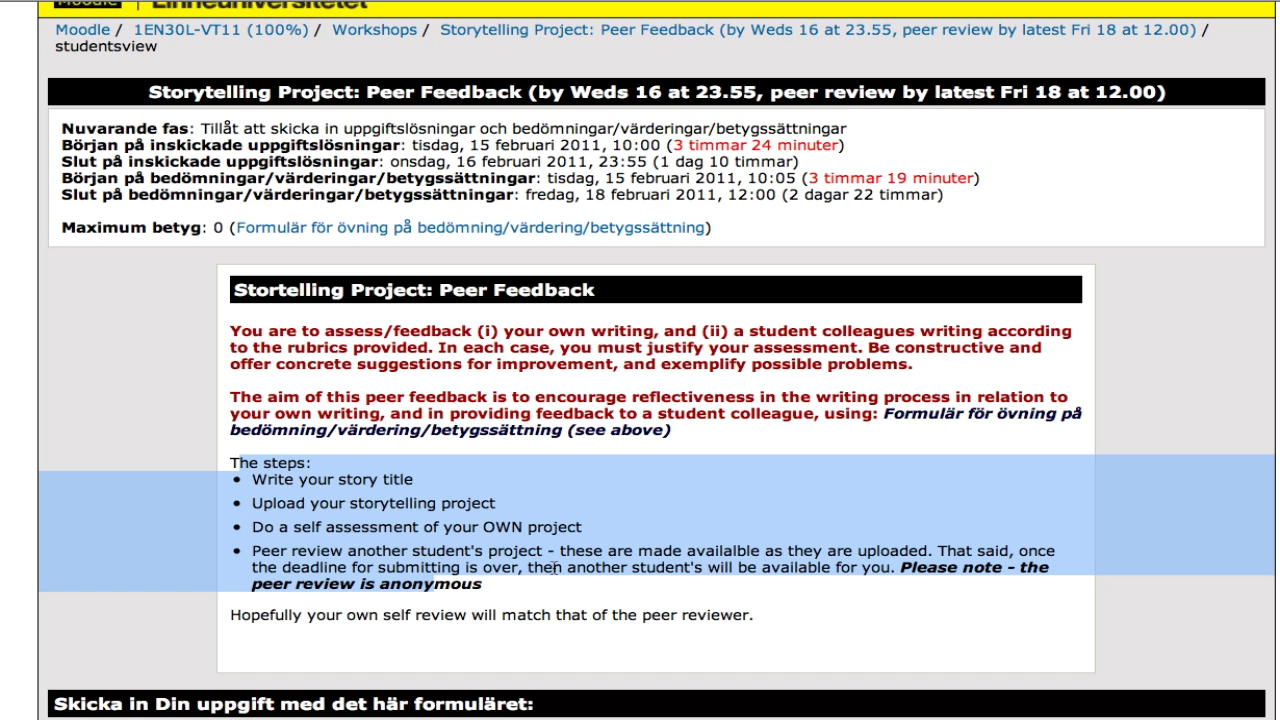 Moodle | Linneuniversitetet
Moodle / 1EN30L-VT11 (100%) / Workshops / Storytelling Project: Peer Feedback (by Weds 16 at 23.55, peer review by latest Fri 18 at 12.00) /
studentsview
Storytelling Project: Peer Feedback (by Weds 16 at 23.55, peer review by latest Fri 18 at 12.00)
Nuvarande fas: Tillåt att skicka in uppgiftslösningar och bedömningar/värderingar/betygssättningar
Början på inskickade uppgiftslösningar: tisdag, 15 februari 2011, 10:00 (3 timmar 24 minuter)
Slut på inskickade uppgiftslösningar: onsdag, 16 februari 2011, 23:55 (1 dag 10 timmar)
Början på bedömningar/värderingar/betygssättningar: tisdag, 15 februari 2011, 10:05 (3 timmar 19 minuter)
Slut på bedömningar/värderingar/betygssättningar: fredag, 18 februari 2011, 12:00 (2 dagar 22 timmar)
Maximum betyg: 0 (Formulär för övning på bedömning/värdering/betygssättning)
Stortelling Project: Peer Feedback
You are to assess/feedback (i) your own writing, and (ii) a student colleagues writing according
to the rubrics provided. In each case, you must justify your assessment. Be constructive and
offer concrete suggestions for improvement, and exemplify possible problems.
The aim of this peer feedback is to encourage reflectiveness in the writing process in relation to
your own writing, and in providing feedback to a student colleague, using: Formulär för övning på
bedömning/värdering/betygssättning (see above)
The steps:
• Write your story title
• Upload your storytelling project
• Do a self assessment of your OWN project
• Peer review another student's project - these are made availalble as they are uploaded. That said, once
the deadline for submitting is over, then another student's will be available for you. Please note - the
peer review is anonymous
Hopefully your own self review will match that of the peer reviewer.
Skicka in Din uppgift med det här formuläret: